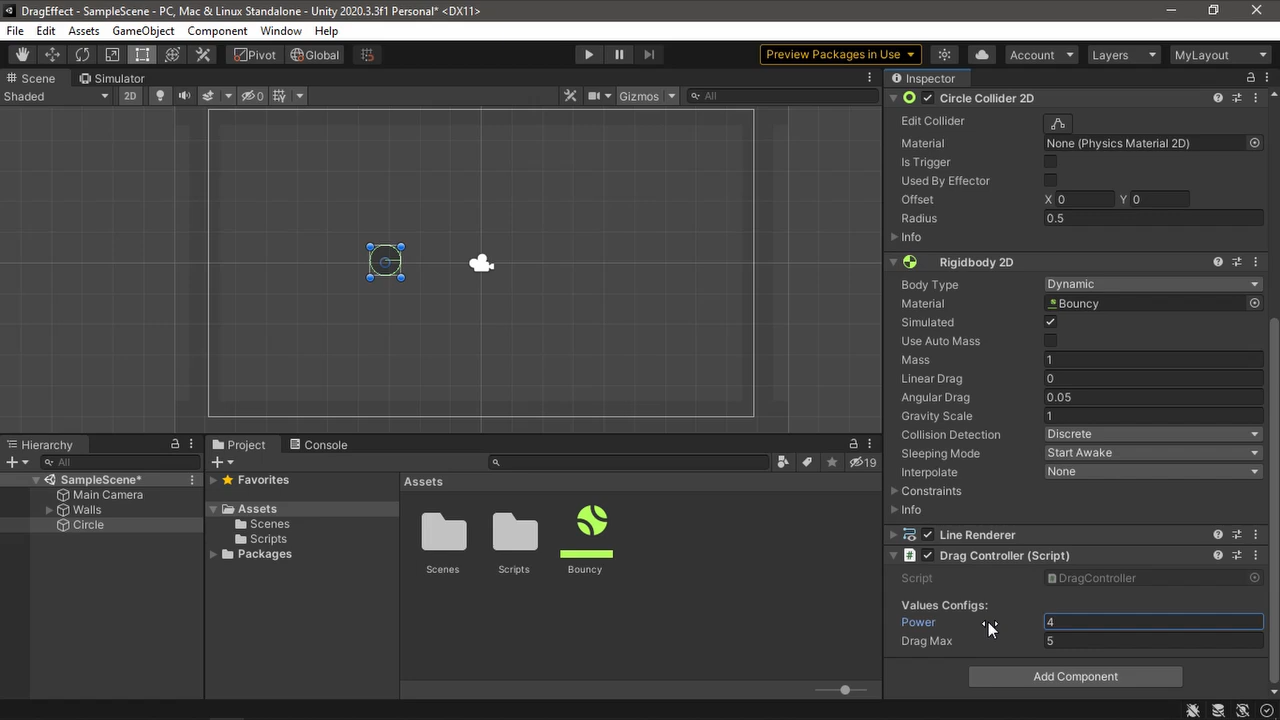 DragEffect - SampleScene - PC, Mac & Linux Standalone - Unity 2020.3.3f1 Personal* <DX11>
File Edit Assets GameObject Component Window Help
Pivot Global Preview Packages in Use Account Layers MyLayout
Scene Simulator
Shaded 2D 0 Gizmos All
Inspector
Circle Collider 2D
Edit Collider
Material None (Physics Material 2D)
Is Trigger
Used By Effector
Offset X 0 Y 0
Radius 0.5
Info
Rigidbody 2D
Body Type Dynamic
Material Bouncy
Simulated
Use Auto Mass
Mass 1
Linear Drag 0
Angular Drag 0.05
Gravity Scale 1
Collision Detection Discrete
Sleeping Mode Start Awake
Interpolate None
Constraints
Info
Line Renderer
# Drag Controller (Script)
Script DragController
Values Configs:
Power 4
Drag Max 5
Add Component
Hierarchy
All
SampleScene*
Main Camera
Walls
Circle
Project Console
19
Favorites
Assets
Scenes
Scripts
Packages
Assets
Scenes Scripts Bouncy